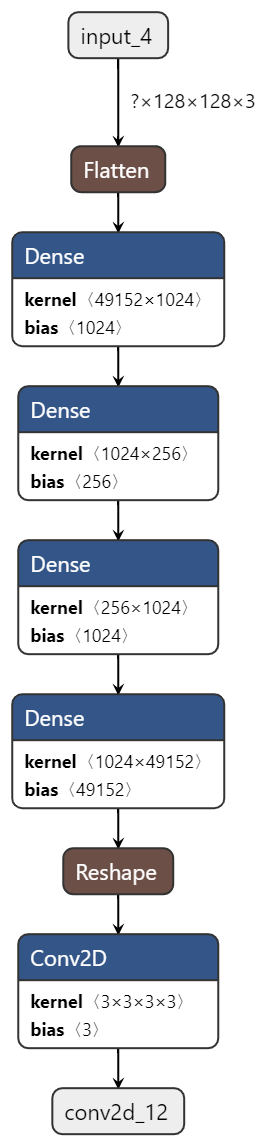 input_4
?×128×128×3
Flatten
Dense
kernel 〈49152×1024〉
bias 〈1024〉
Dense
kernel 〈1024×256〉
bias 〈256〉
Dense
kernel 〈256×1024〉
bias 〈1024〉
Dense
kernel 〈1024×49152〉
bias 〈49152〉
Reshape
Conv2D
kernel 〈3×3×3×3〉
bias 〈3〉
conv2d_12